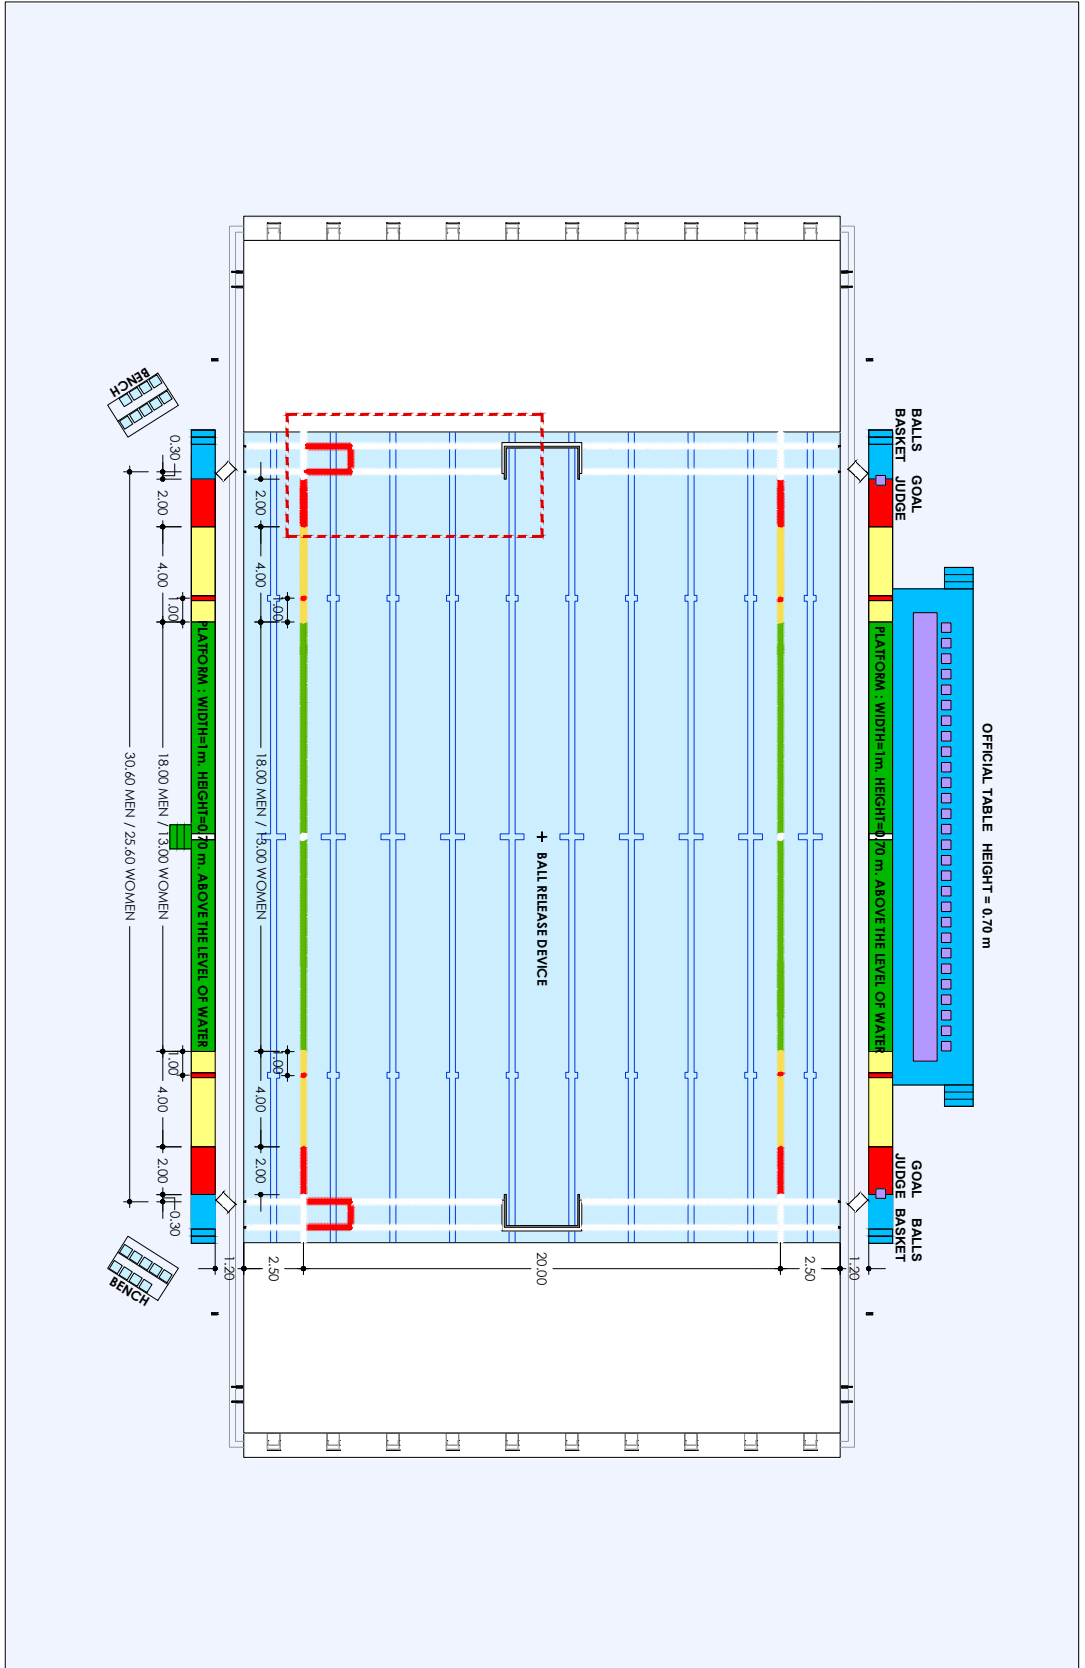 OFFICIAL TABLE HEIGHT = 0.70 m
BALLS
BASKET
GOAL
JUDGE
GOAL
JUDGE
BALLS
BASKET
PLATFORM : WIDTH=1m. HEIGHT=0.70 m. ABOVE THE LEVEL OF WATER
1.20
2.50
BALL RELEASE DEVICE
20.00
1.00
1.00
2.50
2.00
4.00
18.00 MEN / 13.00 WOMEN
4.00
2.00
1.20
PLATFORM : WIDTH=1m. HEIGHT=0.70 m. ABOVE THE LEVEL OF WATER
0.30
1.00
1.00
0.30
2.00
4.00
18.00 MEN / 13.00 WOMEN
4.00
2.00
BENCH
30.60 MEN / 25.60 WOMEN
BENCH